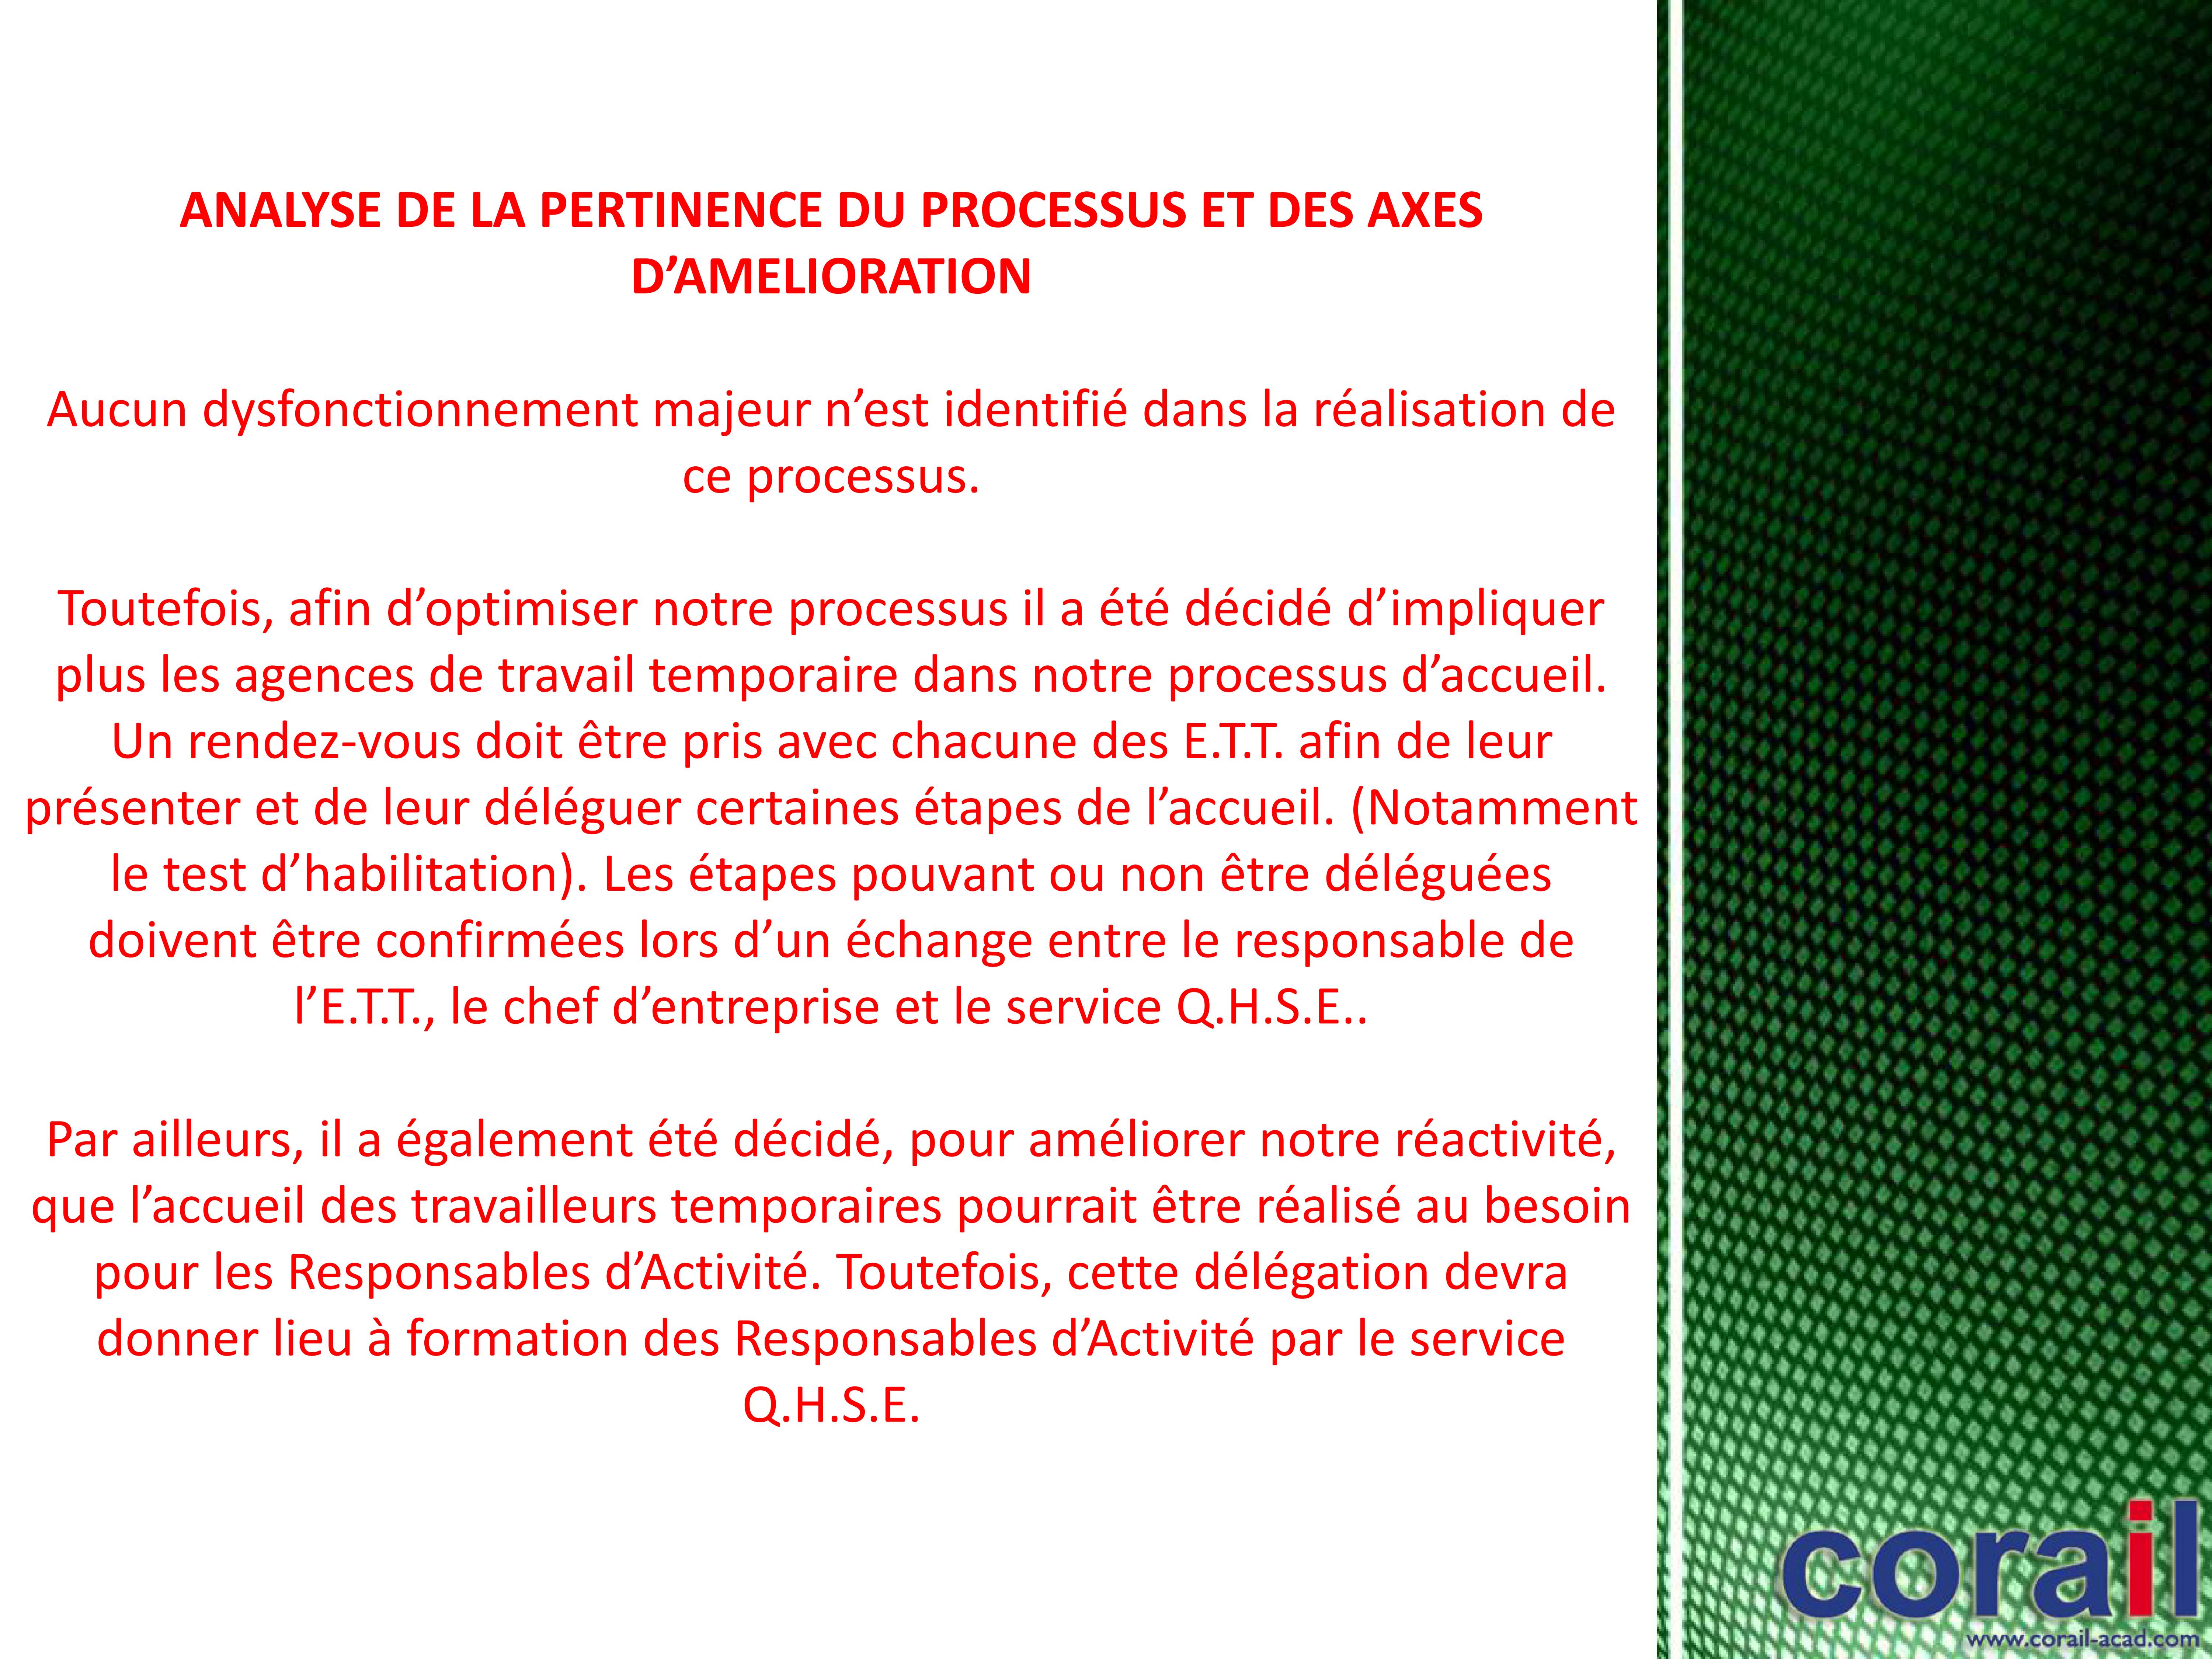 ANALYSE DE LA PERTINENCE DU PROCESSUS ET DES AXES
D’AMELIORATION
Aucun dysfonctionnement majeur n’est identifié dans la réalisation de
ce processus.
Toutefois, afin d’optimiser notre processus il a été décidé d’impliquer
plus les agences de travail temporaire dans notre processus d’accueil.
Un rendez-vous doit être pris avec chacune des E.T.T. afin de leur
présenter et de leur déléguer certaines étapes de l’accueil. (Notamment
le test d’habilitation). Les étapes pouvant ou non être déléguées
doivent être confirmées lors d’un échange entre le responsable de
l’E.T.T., le chef d’entreprise et le service Q.H.S.E..
Par ailleurs, il a également été décidé, pour améliorer notre réactivité,
que l’accueil des travailleurs temporaires pourrait être réalisé au besoin
pour les Responsables d’Activité. Toutefois, cette délégation devra
donner lieu à formation des Responsables d’Activité par le service
Q.H.S.E.
corail
www.corail-acad.com